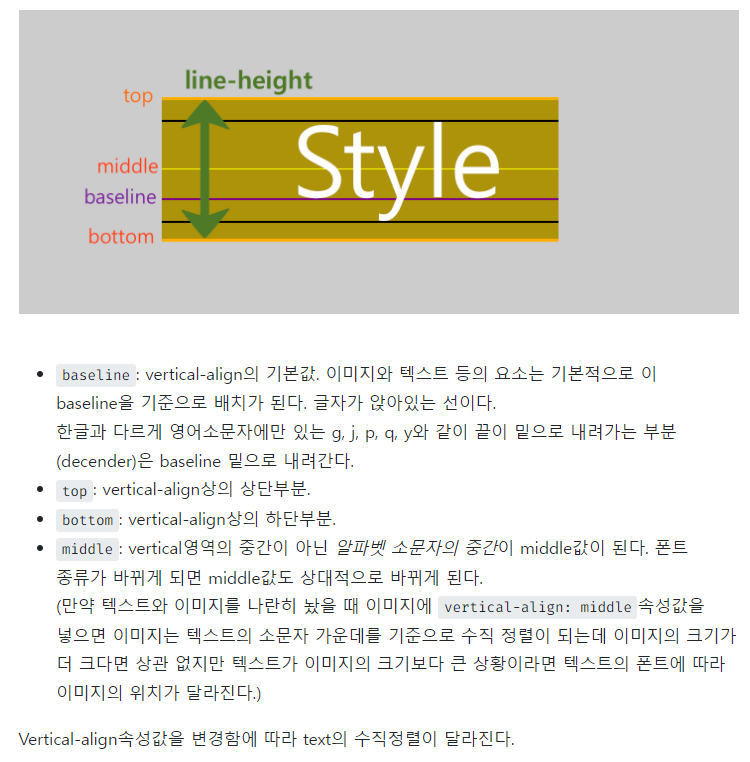 line-height
top
Style
middle
baseline
bottom
baseline : vertical-align의 기본값. 이미지와 텍스트 등의 요소는 기본적으로 이
baseline을 기준으로 배치가 된다. 글자가 앉아있는 선이다.
한글과 다르게 영어소문자에만 있는 g, j, p, q, y와 같이 끝이 밑으로 내려가는 부분
(decender)은 baseline 밑으로 내려간다.
top : vertical-align상의 상단부분.
bottom : vertical-align상의 하단부분.
middle : vertical영역의 중간이 아닌 알파벳 소문자의 중간이 middle값이 된다. 폰트
종류가 바뀌게 되면 middle값도 상대적으로 바뀌게 된다.
(만약 텍스트와 이미지를 나란히 놨을 때 이미지에 vertical-align: middle 속성값을
넣으면 이미지는 텍스트의 소문자 가운데를 기준으로 수직 정렬이 되는데 이미지의 크기가
더 크다면 상관 없지만 텍스트가 이미지의 크기보다 큰 상황이라면 텍스트의 폰트에 따라
이미지의 위치가 달라진다.)
Vertical-align속성값을 변경함에 따라 text의 수직정렬이 달라진다.